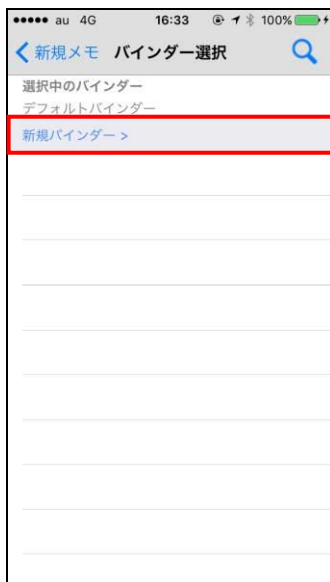 au 4G 16:33 100%
新規メモ バインダー選択
選択中のバインダー
デフォルトバインダー
新規バインダー >